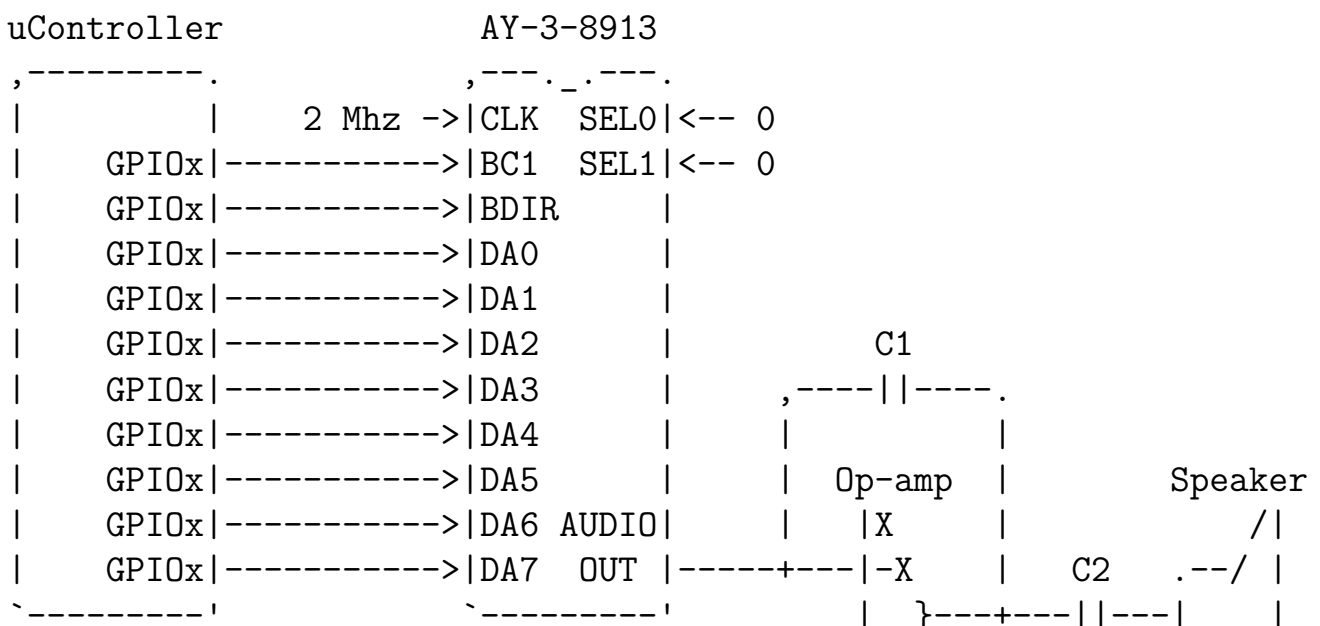 uController              AY-3-8913
,---------.            ,---._.---.
|         |    2 Mhz ->|CLK  SEL0|<-- 0
|    GPIOx|----------->|BC1  SEL1|<-- 0
|    GPIOx|----------->|BDIR     |
|    GPIOx|----------->|DA0      |
|    GPIOx|----------->|DA1      |
|    GPIOx|----------->|DA2      |         C1
|    GPIOx|----------->|DA3      |     ,----||----.
|    GPIOx|----------->|DA4      |     |          |
|    GPIOx|----------->|DA5      |     |  Op-amp  |       Speaker
|    GPIOx|----------->|DA6 AUDIO|     |   |X     |           /|
|    GPIOx|----------->|DA7  OUT |-----+---|-X    |   C2  .--/ |
`---------'            `---------'         |  }---+---||---|    |